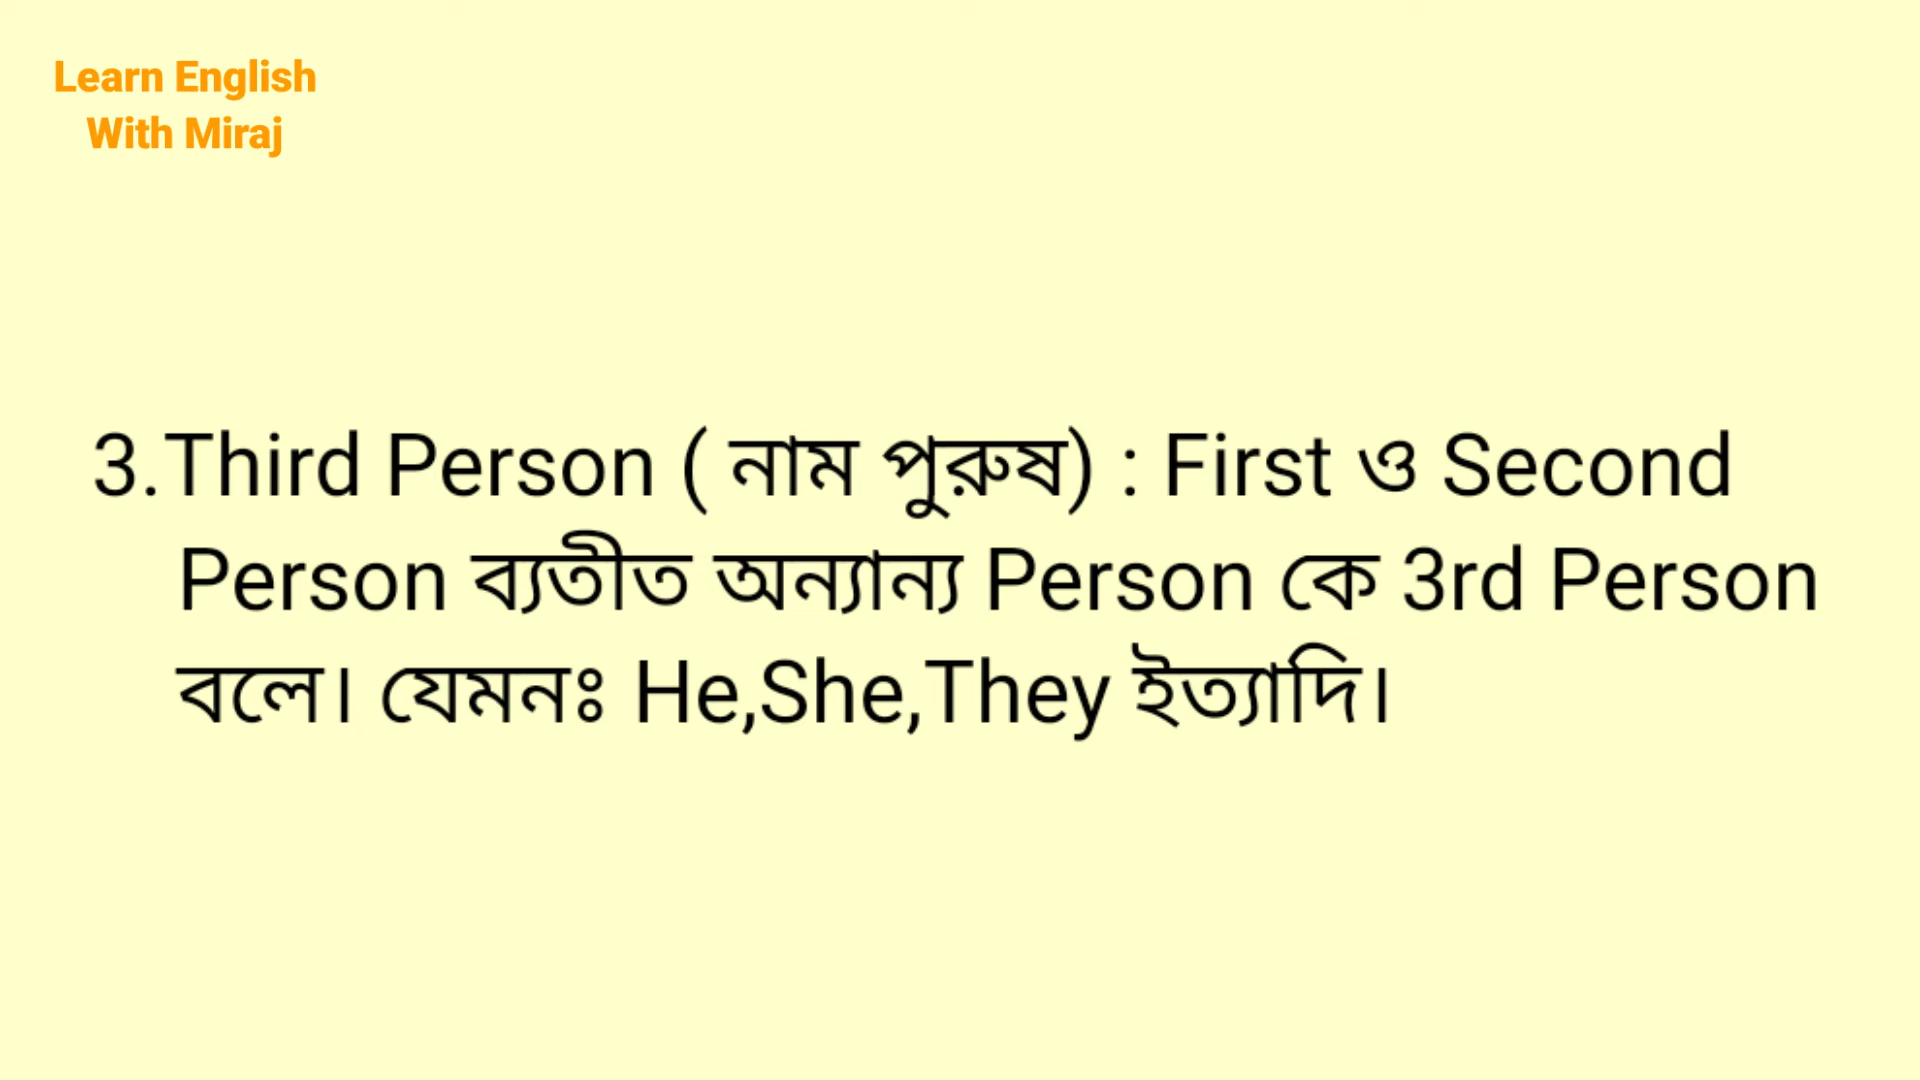 Learn English
With Miraj
3.Third Person ( নাম পুরুষ) : First ও Second
Person ব্যতীত অন্যান্য Person কে 3rd Person
বলে। যেমনঃ He,She,They ইত্যাদি।